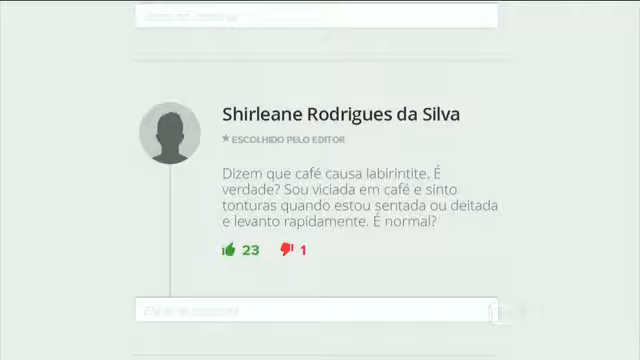 Shirleane Rodrigues da Silva
* ESCOLHIDO PELO EDITOR
Dizem que café causa labirintite. É
verdade? Sou viciada em café e sinto
tonturas quando estou sentada ou deitada
e levanto rapidamente. É normal?
23 1